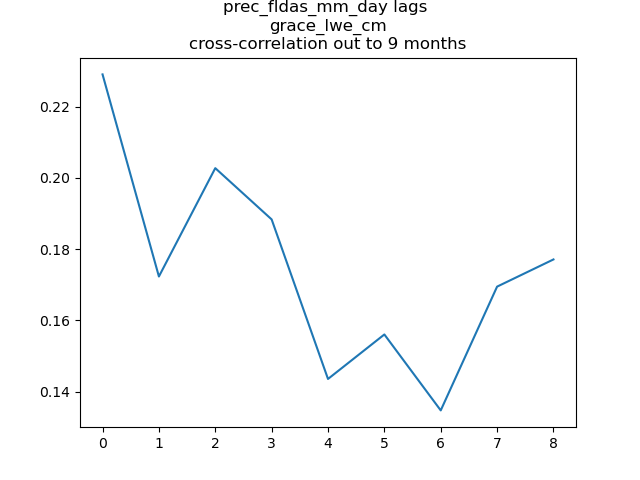 prec_fldas_mm_day lags
grace_lwe_cm
cross-correlation out to 9 months
0.22
0.20
0.18
0.16
0.14
0 1 2 3 4 5 6 7 8